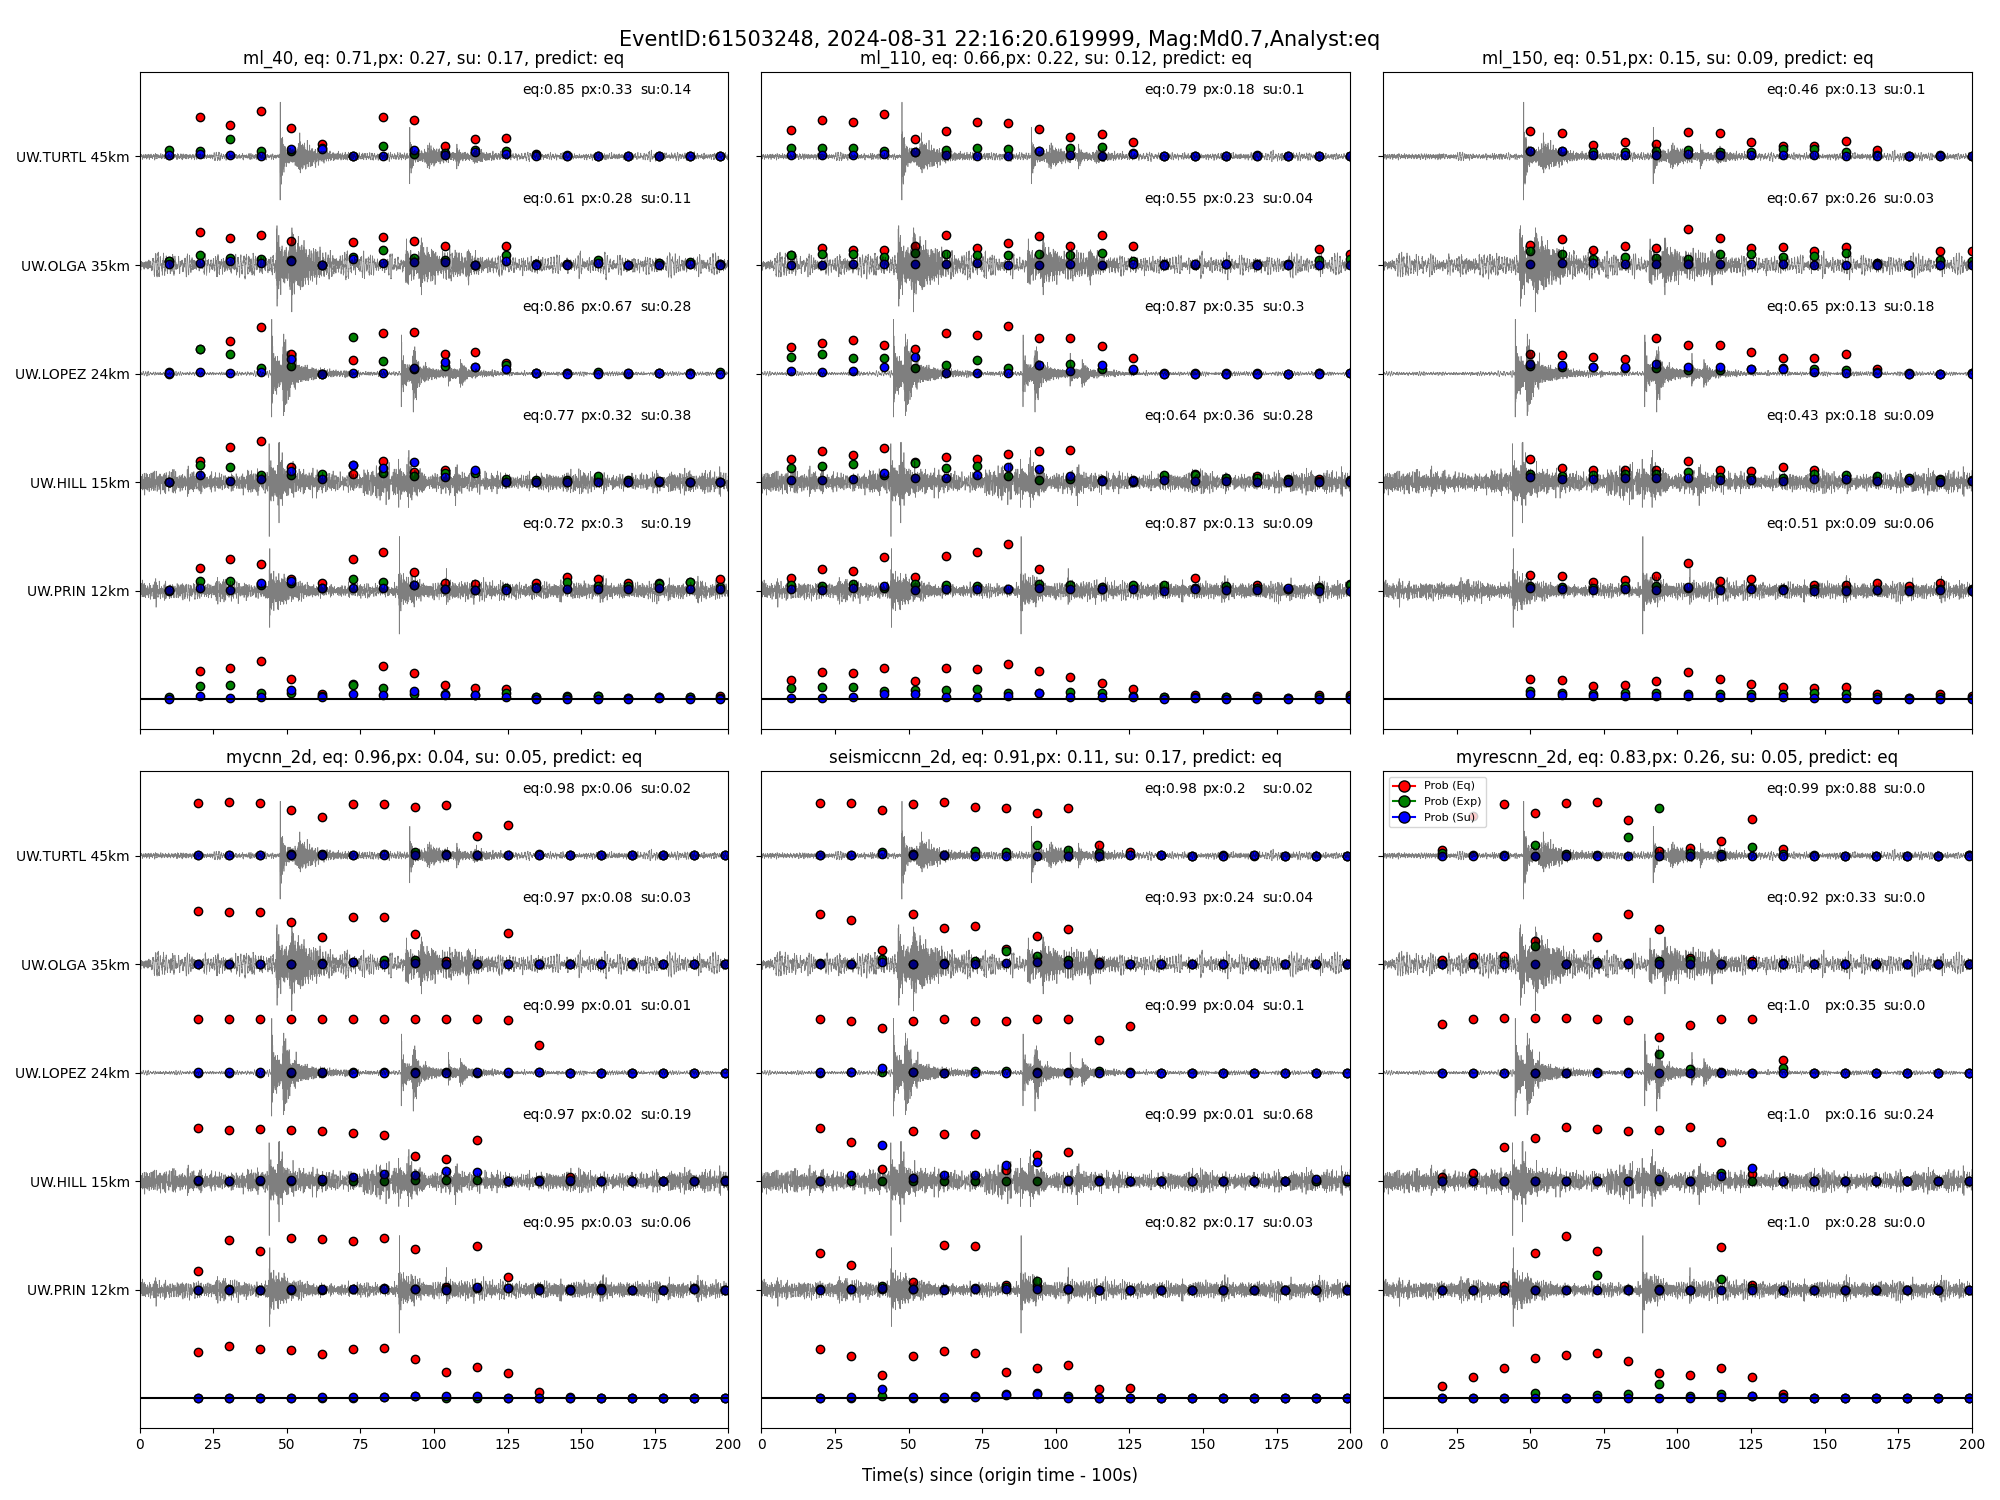 EventID:61503248, 2024-08-31 22:16:20.619999, Mag:Md0.7,Analyst:eq
ml_40, eq: 0.71,px: 0.27, su: 0.17, predict: eq
eq:0.85 px:0.33 su:0.14
UW.TURTL 45km
eq:0.61 px:0.28 su:0.11
UW.OLGA 35km
eq:0.86 px:0.67 su:0.28
UW.LOPEZ 24km
eq:0.77 px:0.32 su:0.38
UW.HILL 15km
eq:0.72 px:0.3 su:0.19
UW.PRIN 12km
ml_110, eq: 0.66,px: 0.22, su: 0.12, predict: eq
eq:0.79 px:0.18 su:0.1
eq:0.55 px:0.23 su:0.04
eq:0.87 px:0.35 su:0.3
eq:0.64 px:0.36 su:0.28
eq:0.87 px:0.13 su:0.09
ml_150, eq: 0.51,px: 0.15, su: 0.09, predict: eq
eq:0.46 px:0.13 su:0.1
eq:0.67 px:0.26 su:0.03
eq:0.65 px:0.13 su:0.18
eq:0.43 px:0.18 su:0.09
eq:0.51 px:0.09 su:0.06
mycnn_2d, eq: 0.96,px: 0.04, su: 0.05, predict: eq
eq:0.98 px:0.06 su:0.02
UW.TURTL 45km
eq:0.97 px:0.08 su:0.03
UW.OLGA 35km
eq:0.99 px:0.01 su:0.01
UW.LOPEZ 24km
eq:0.97 px:0.02 su:0.19
UW.HILL 15km
eq:0.95 px:0.03 su:0.06
UW.PRIN 12km
0 25 50 75 100 125 150 175 200
seismiccnn_2d, eq: 0.91,px: 0.11, su: 0.17, predict: eq
eq:0.98 px:0.2 su:0.02
eq:0.93 px:0.24 su:0.04
eq:0.99 px:0.04 su:0.1
eq:0.99 px:0.01 su:0.68
eq:0.82 px:0.17 su:0.03
0 25 50 75 100 125 150 175 200
myrescnn_2d, eq: 0.83,px: 0.26, su: 0.05, predict: eq
Prob (Eq)
Prob (Exp)
Prob (Su)
eq:0.99 px:0.88 su:0.0
eq:0.92 px:0.33 su:0.0
eq:1.0 px:0.35 su:0.0
eq:1.0 px:0.16 su:0.24
eq:1.0 px:0.28 su:0.0
0 25 50 75 100 125 150 175 200
Time(s) since (origin time - 100s)